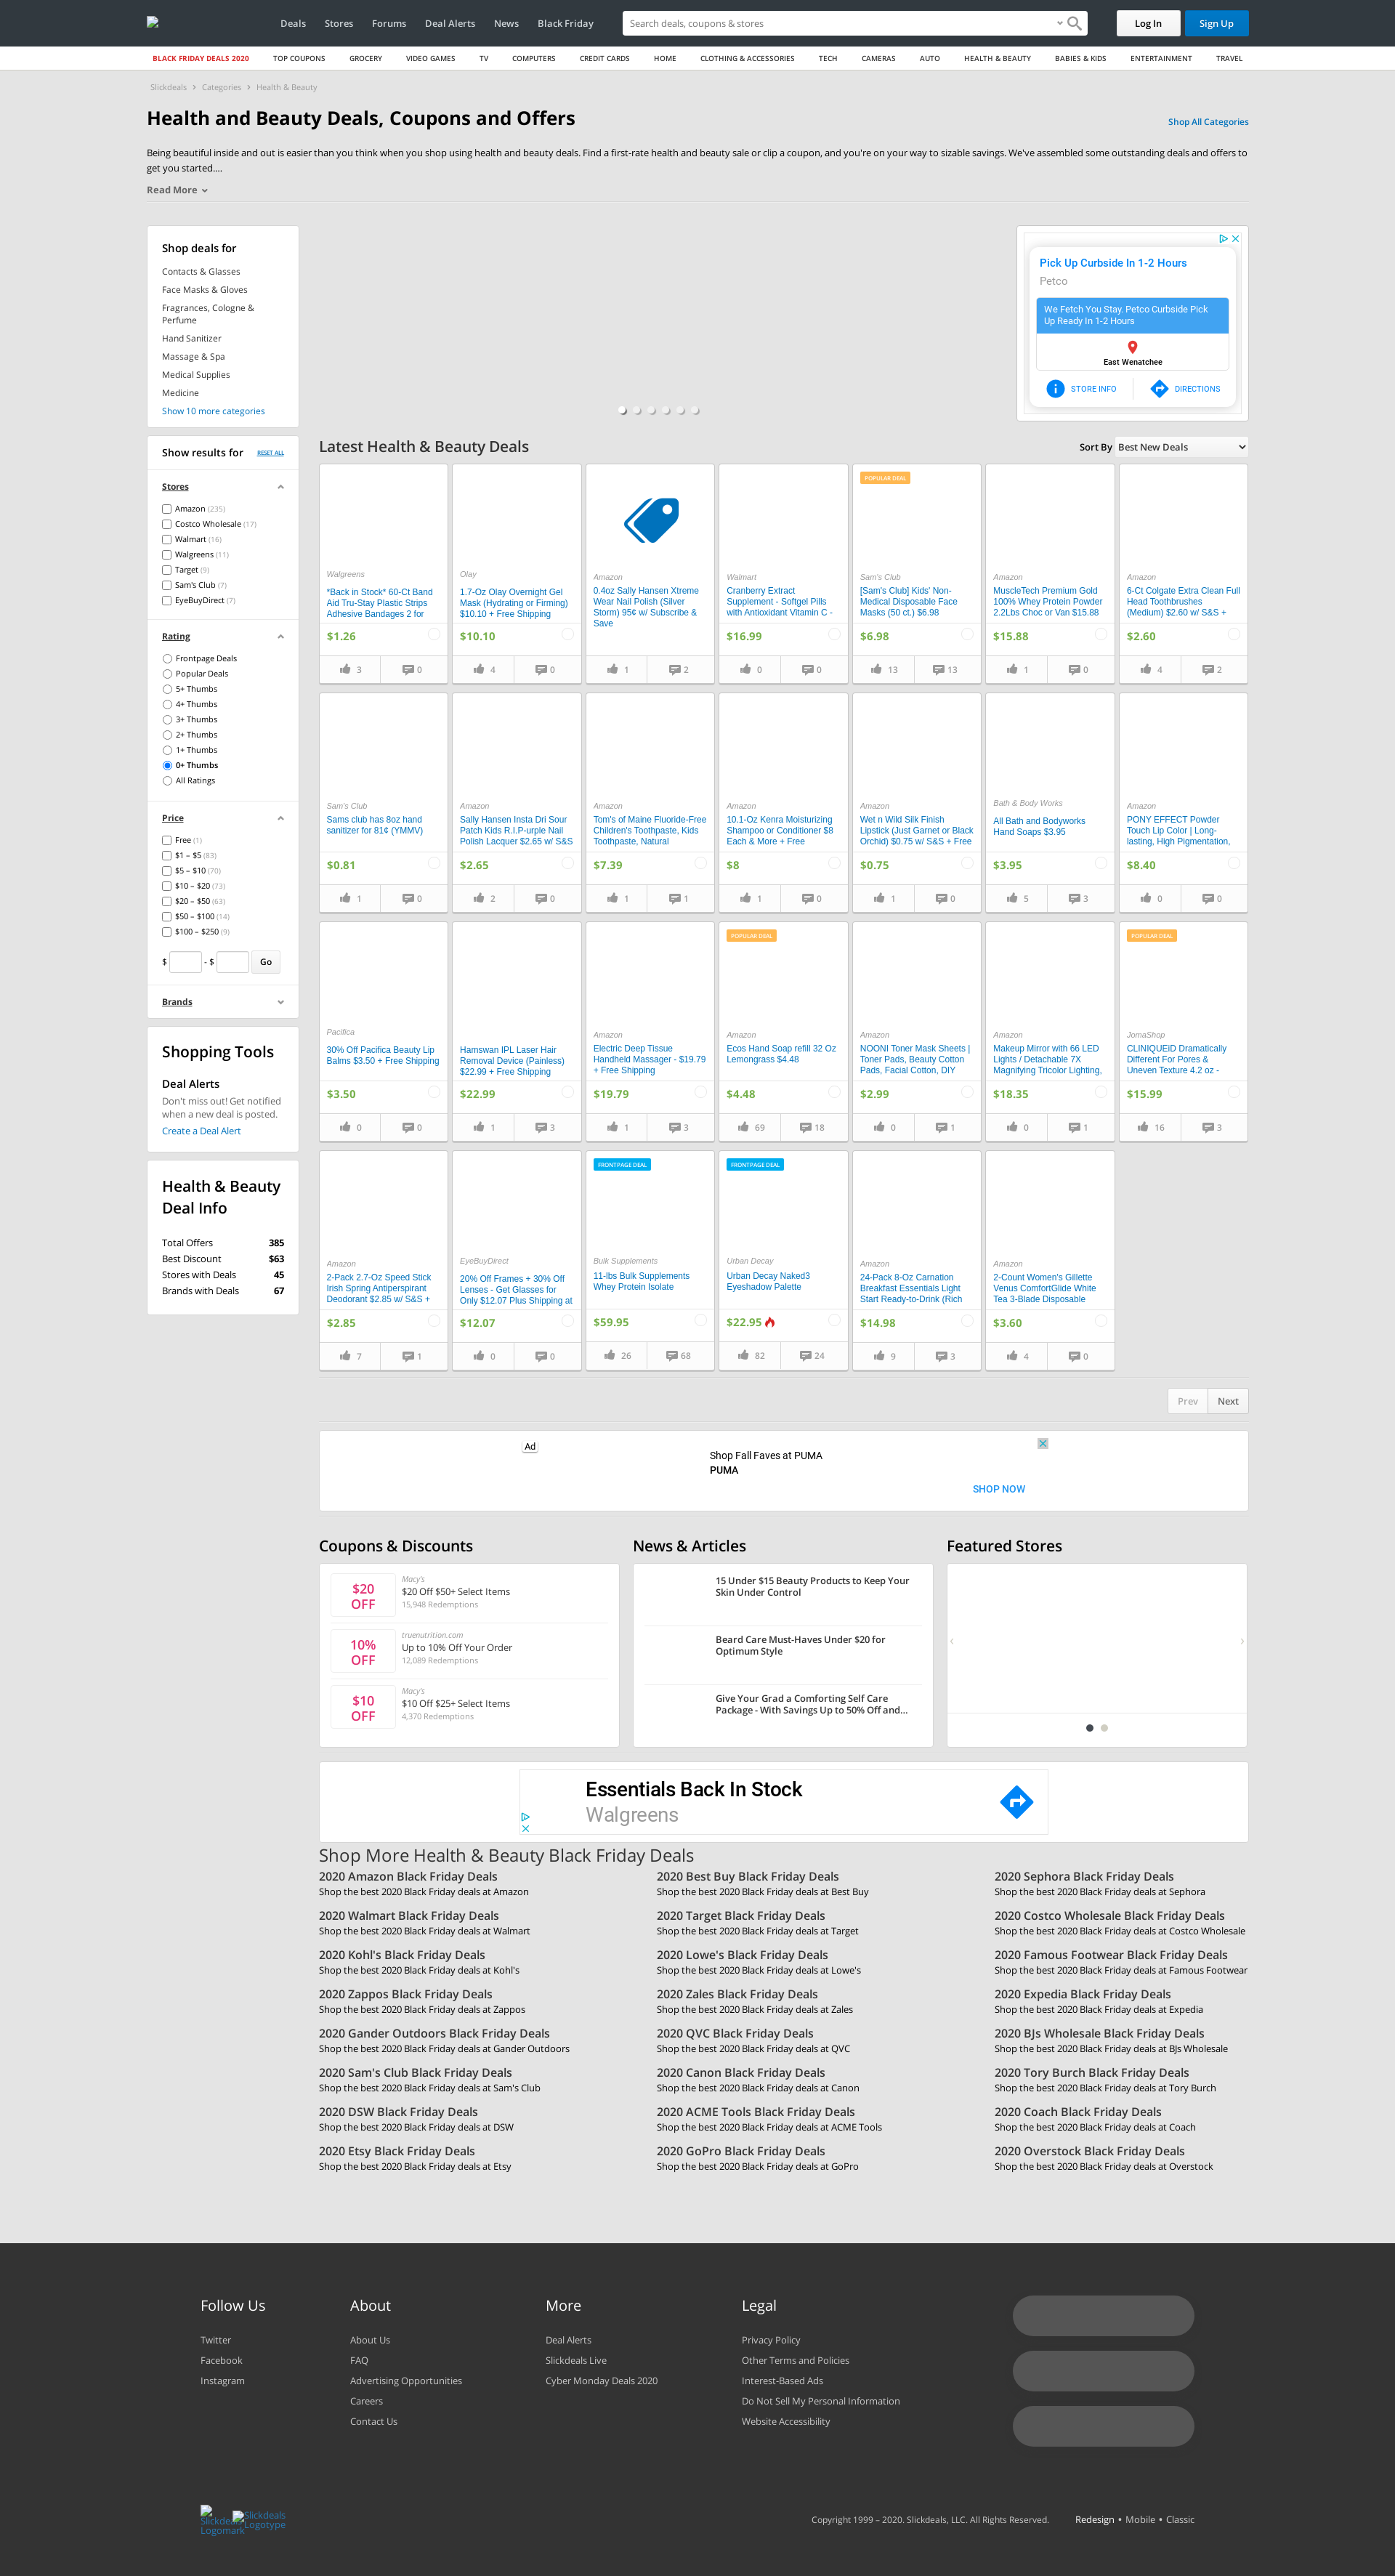 Deals Stores Forums Deal Alerts News Black Friday
Search deals, coupons & stores
Log In
Sign Up
BLACK FRIDAY DEALS 2020 TOP COUPONS GROCERY VIDEO GAMES TV COMPUTERS CREDIT CARDS HOME CLOTHING & ACCESSORIES TECH CAMERAS AUTO HEALTH & BEAUTY BABIES & KIDS ENTERTAINMENT TRAVEL
Slickdeals › Categories › Health & Beauty
Health and Beauty Deals, Coupons and Offers
Shop All Categories
Being beautiful inside and out is easier than you think when you shop using health and beauty deals. Find a first-rate health and beauty sale or clip a coupon, and you're on your way to sizable savings. We've assembled some outstanding deals and offers to
get you started....
Read More
Shop deals for
Contacts & Glasses
Face Masks & Gloves
Fragrances, Cologne &
Perfume
Hand Sanitizer
Massage & Spa
Medical Supplies
Medicine
Show 10 more categories
Pick Up Curbside In 1-2 Hours
Petco
We Fetch You Stay. Petco Curbside Pick
Up Ready In 1-2 Hours
East Wenatchee
STORE INFO
DIRECTIONS
Show results for
RESET ALL
Stores
Amazon (235)
Costco Wholesale (17)
Walmart (16)
Walgreens (11)
Target (9)
Sam's Club (7)
EyeBuyDirect (7)
Rating
Frontpage Deals
Popular Deals
5+ Thumbs
4+ Thumbs
3+ Thumbs
2+ Thumbs
1+ Thumbs
0+ Thumbs
All Ratings
Price
Free (1)
$1 – $5 (83)
$5 – $10 (70)
$10 – $20 (73)
$20 – $50 (63)
$50 – $100 (14)
$100 – $250 (9)
$ - $ Go
Brands
Shopping Tools
Deal Alerts
Don't miss out! Get notified
when a new deal is posted.
Create a Deal Alert
Health & Beauty
Deal Info
Total Offers 385
Best Discount $63
Stores with Deals 45
Brands with Deals 67
Latest Health & Beauty Deals
Sort By Best New Deals
Walgreens
*Back in Stock* 60-Ct Band
Aid Tru-Stay Plastic Strips
Adhesive Bandages 2 for
$1.26
3 0
Olay
1.7-Oz Olay Overnight Gel
Mask (Hydrating or Firming)
$10.10 + Free Shipping
$10.10
4 0
Amazon
0.4oz Sally Hansen Xtreme
Wear Nail Polish (Silver
Storm) 95¢ w/ Subscribe &
Save
1 2
Walmart
Cranberry Extract
Supplement - Softgel Pills
with Antioxidant Vitamin C -
$16.99
0 0
POPULAR DEAL
Sam's Club
[Sam's Club] Kids' Non-
Medical Disposable Face
Masks (50 ct.) $6.98
$6.98
13 13
Amazon
MuscleTech Premium Gold
100% Whey Protein Powder
2.2Lbs Choc or Van $15.88
$15.88
1 0
Amazon
6-Ct Colgate Extra Clean Full
Head Toothbrushes
(Medium) $2.60 w/ S&S +
$2.60
4 2
Sam's Club
Sams club has 8oz hand
sanitizer for 81¢ (YMMV)
$0.81
1 0
Amazon
Sally Hansen Insta Dri Sour
Patch Kids R.I.P-urple Nail
Polish Lacquer $2.65 w/ S&S
$2.65
2 0
Amazon
Tom's of Maine Fluoride-Free
Children's Toothpaste, Kids
Toothpaste, Natural
$7.39
1 1
Amazon
10.1-Oz Kenra Moisturizing
Shampoo or Conditioner $8
Each & More + Free
$8
1 0
Amazon
Wet n Wild Silk Finish
Lipstick (Just Garnet or Black
Orchid) $0.75 w/ S&S + Free
$0.75
1 0
Bath & Body Works
All Bath and Bodyworks
Hand Soaps $3.95
$3.95
5 3
Amazon
PONY EFFECT Powder
Touch Lip Color | Long-
lasting, High Pigmentation,
$8.40
0 0
Pacifica
30% Off Pacifica Beauty Lip
Balms $3.50 + Free Shipping
$3.50
0 0
Hamswan IPL Laser Hair
Removal Device (Painless)
$22.99 + Free Shipping
$22.99
1 3
Amazon
Electric Deep Tissue
Handheld Massager - $19.79
+ Free Shipping
$19.79
1 3
POPULAR DEAL
Amazon
Ecos Hand Soap refill 32 Oz
Lemongrass $4.48
$4.48
69 18
Amazon
NOONI Toner Mask Sheets |
Toner Pads, Beauty Cotton
Pads, Facial Cotton, DIY
$2.99
0 1
Amazon
Makeup Mirror with 66 LED
Lights / Detachable 7X
Magnifying Tricolor Lighting,
$18.35
0 1
POPULAR DEAL
JomaShop
CLINIQUEiD Dramatically
Different For Pores &
Uneven Texture 4.2 oz -
$15.99
16 3
Amazon
2-Pack 2.7-Oz Speed Stick
Irish Spring Antiperspirant
Deodorant $2.85 w/ S&S +
$2.85
7 1
EyeBuyDirect
20% Off Frames + 30% Off
Lenses - Get Glasses for
Only $12.07 Plus Shipping at
$12.07
0 0
FRONTPAGE DEAL
Bulk Supplements
11-lbs Bulk Supplements
Whey Protein Isolate
$59.95
26 68
FRONTPAGE DEAL
Urban Decay
Urban Decay Naked3
Eyeshadow Palette
$22.95
82 24
Amazon
24-Pack 8-Oz Carnation
Breakfast Essentials Light
Start Ready-to-Drink (Rich
$14.98
9 3
Amazon
2-Count Women's Gillette
Venus ComfortGlide White
Tea 3-Blade Disposable
$3.60
4 0
Prev Next
Ad
Shop Fall Faves at PUMA
PUMA
SHOP NOW
Coupons & Discounts
$20
OFF
Macy's
$20 Off $50+ Select Items
15,948 Redemptions
10%
OFF
truenutrition.com
Up to 10% Off Your Order
12,089 Redemptions
$10
OFF
Macy's
$10 Off $25+ Select Items
4,370 Redemptions
News & Articles
15 Under $15 Beauty Products to Keep Your
Skin Under Control
Beard Care Must-Haves Under $20 for
Optimum Style
Give Your Grad a Comforting Self Care
Package - With Savings Up to 50% Off and...
Featured Stores
Essentials Back In Stock
Walgreens
Shop More Health & Beauty Black Friday Deals
2020 Amazon Black Friday Deals
Shop the best 2020 Black Friday deals at Amazon
2020 Best Buy Black Friday Deals
Shop the best 2020 Black Friday deals at Best Buy
2020 Sephora Black Friday Deals
Shop the best 2020 Black Friday deals at Sephora
2020 Walmart Black Friday Deals
Shop the best 2020 Black Friday deals at Walmart
2020 Target Black Friday Deals
Shop the best 2020 Black Friday deals at Target
2020 Costco Wholesale Black Friday Deals
Shop the best 2020 Black Friday deals at Costco Wholesale
2020 Kohl's Black Friday Deals
Shop the best 2020 Black Friday deals at Kohl's
2020 Lowe's Black Friday Deals
Shop the best 2020 Black Friday deals at Lowe's
2020 Famous Footwear Black Friday Deals
Shop the best 2020 Black Friday deals at Famous Footwear
2020 Zappos Black Friday Deals
Shop the best 2020 Black Friday deals at Zappos
2020 Zales Black Friday Deals
Shop the best 2020 Black Friday deals at Zales
2020 Expedia Black Friday Deals
Shop the best 2020 Black Friday deals at Expedia
2020 Gander Outdoors Black Friday Deals
Shop the best 2020 Black Friday deals at Gander Outdoors
2020 QVC Black Friday Deals
Shop the best 2020 Black Friday deals at QVC
2020 BJs Wholesale Black Friday Deals
Shop the best 2020 Black Friday deals at BJs Wholesale
2020 Sam's Club Black Friday Deals
Shop the best 2020 Black Friday deals at Sam's Club
2020 Canon Black Friday Deals
Shop the best 2020 Black Friday deals at Canon
2020 Tory Burch Black Friday Deals
Shop the best 2020 Black Friday deals at Tory Burch
2020 DSW Black Friday Deals
Shop the best 2020 Black Friday deals at DSW
2020 ACME Tools Black Friday Deals
Shop the best 2020 Black Friday deals at ACME Tools
2020 Coach Black Friday Deals
Shop the best 2020 Black Friday deals at Coach
2020 Etsy Black Friday Deals
Shop the best 2020 Black Friday deals at Etsy
2020 GoPro Black Friday Deals
Shop the best 2020 Black Friday deals at GoPro
2020 Overstock Black Friday Deals
Shop the best 2020 Black Friday deals at Overstock
Follow Us
Twitter
Facebook
Instagram
About
About Us
FAQ
Advertising Opportunities
Careers
Contact Us
More
Deal Alerts
Slickdeals Live
Cyber Monday Deals 2020
Legal
Privacy Policy
Other Terms and Policies
Interest-Based Ads
Do Not Sell My Personal Information
Website Accessibility
Slickdeals
Logomark
Slickdeals
Logotype
Copyright 1999 – 2020. Slickdeals, LLC. All Rights Reserved.
Redesign • Mobile • Classic